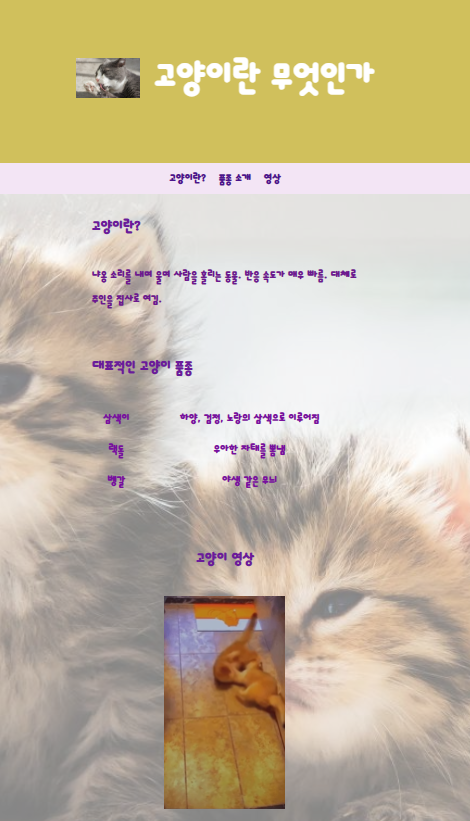 고양이란 무엇인가
고양이란? 품종 소개 영상
고양이란?
냐옹 소리를 내며 울며 사람을 홀리는 동물. 반응 속도가 매우 빠름. 대체로
주인을 집사로 여김.
대표적인 고양이 품종
삼색이 하양, 검정, 노랑의 삼색으로 이루어짐
랙돌 우아한 자태를 뽐냄
벵갈 야생 같은 무늬
고양이 영상